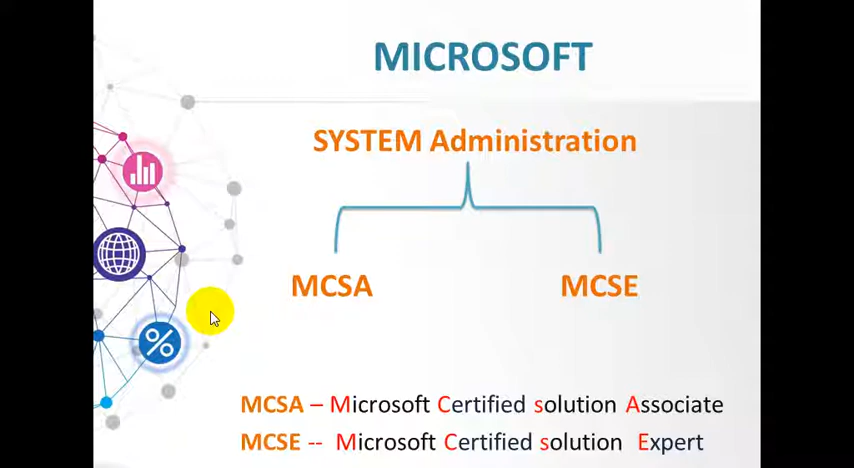 MICROSOFT
SYSTEM Administration
MCSA MCSE
MCSA – Microsoft Certified solution Associate
MCSE -- Microsoft Certified solution Expert